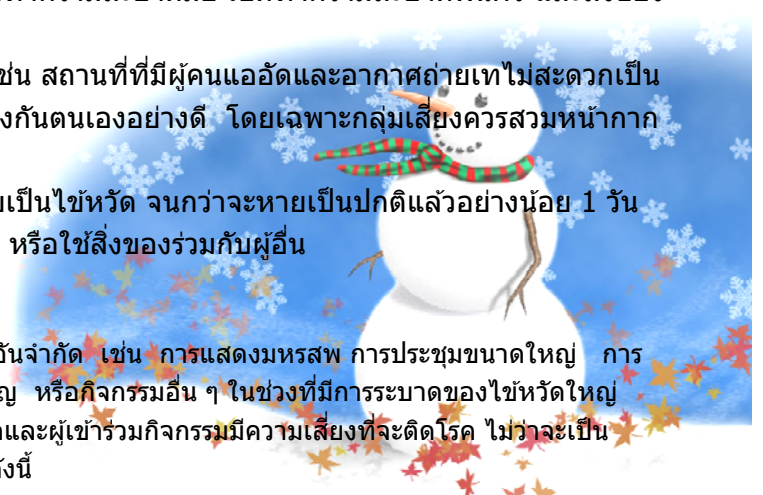 ช่น สถานที่ที่มีผู้คนแออัดและอากาศถ่ายเทไม่สะดวกเป็น
งกันตนเองอย่างดี โดยเฉพาะกลุ่มเสี่ยงควรสวมหน้ากาก
เป็นไข้หวัด จนกว่าจะหายเป็นปกติแล้วอย่างน้อย 1 วัน
หรือใช้สิ่งของร่วมกับผู้อื่น
อันจำกัด เช่น การแสดงมหรสพ การประชุมขนาดใหญ่ การ
หรือกิจกรรมอื่น ๆ ในช่วงที่มีการระบาดของไข้หวัดใหญ่
และผู้เข้าร่วมกิจกรรมมีความเสี่ยงที่จะติดโรค ไม่ว่าจะเป็น
ังนี้